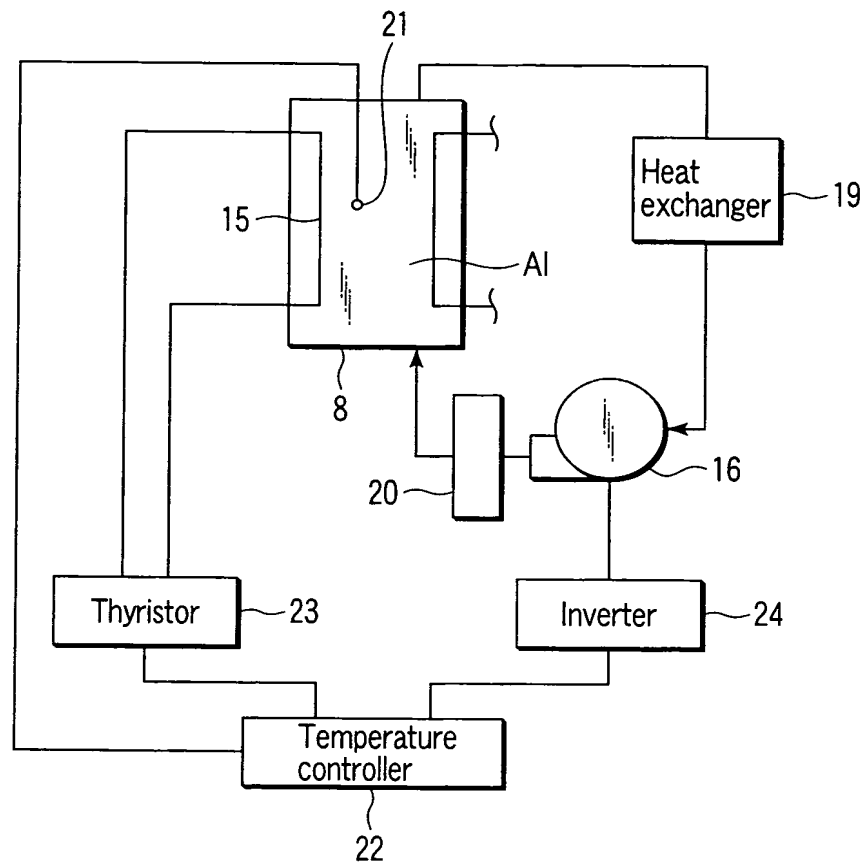 21
15
Heat
exchanger
19
Al
8
20
16
Thyristor
23
Inverter
24
Temperature
controller
22